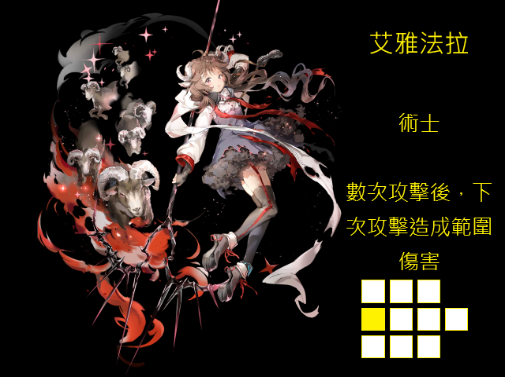 艾雅法拉
術士
數次攻擊後，下
次攻擊造成範圍
傷害